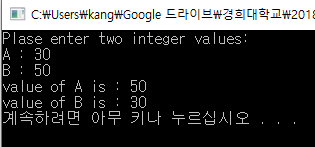 C:₩Users₩kang₩Google 드라이브₩경희대학교₩2018
Plase enter two integer values:
A : 30
B : 50
value of A is : 50
value of B is : 30
계속하려면 아무 키나 누르십시오 . . .